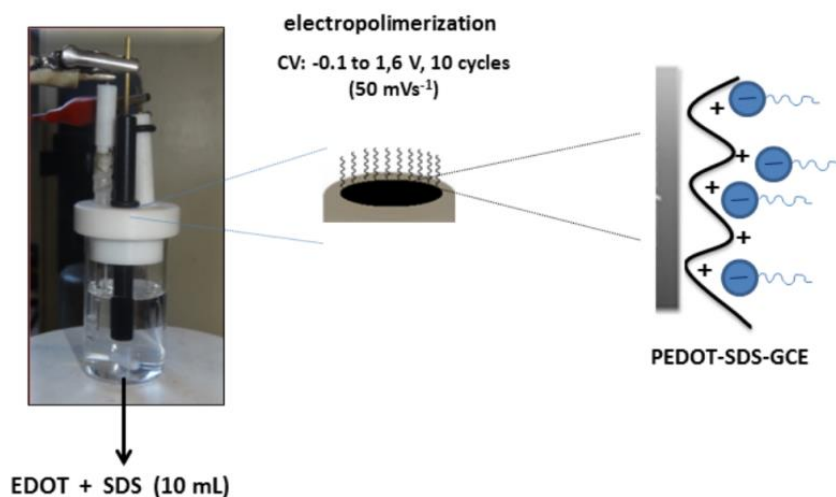 electropolimerization
CV: -0.1 to 1,6 V, 10 cycles
(50 mVs⁻¹)
+
+
+
+
+
PEDOT-SDS-GCE
EDOT + SDS (10 mL)